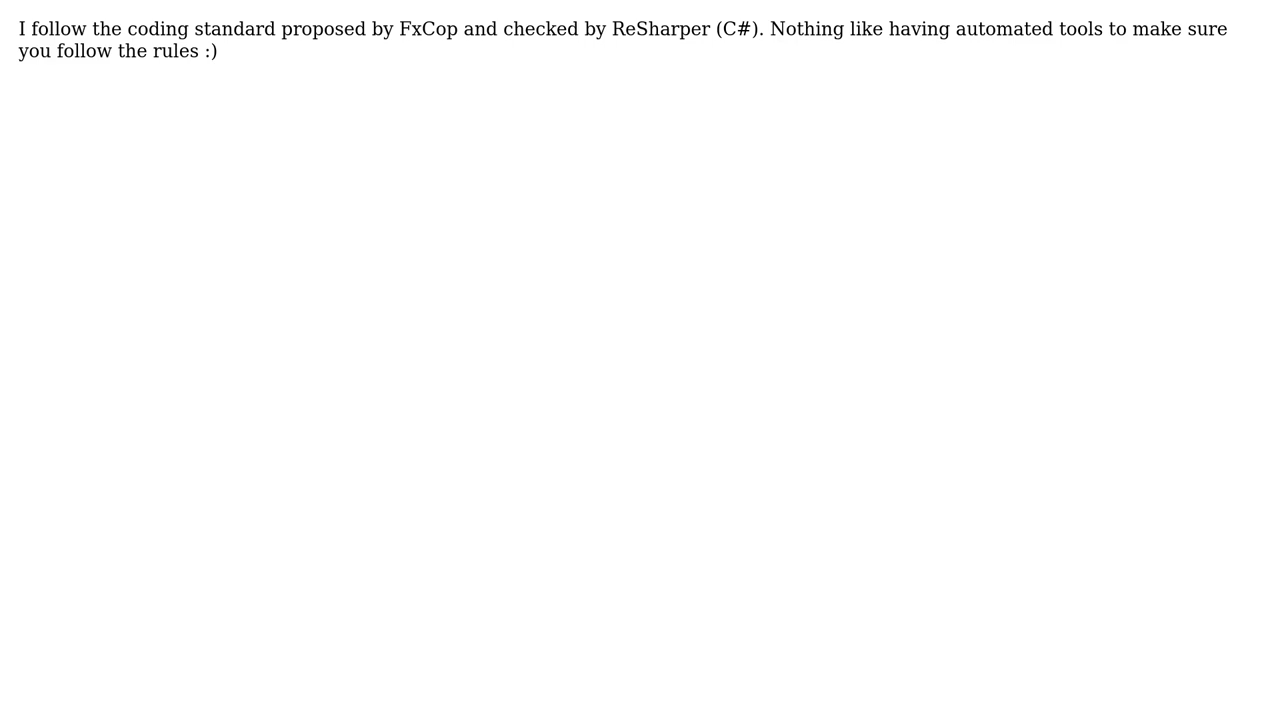 I follow the coding standard proposed by FxCop and checked by ReSharper (C#). Nothing like having automated tools to make sure
you follow the rules :)